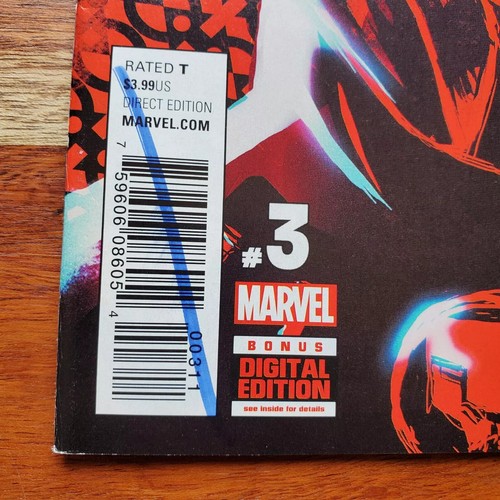 RATED T
$3.99US
DIRECT EDITION
MARVEL.COM
7 59606 08605 4
00311
#3
MARVEL
BONUS
DIGITAL
EDITION
see inside for details